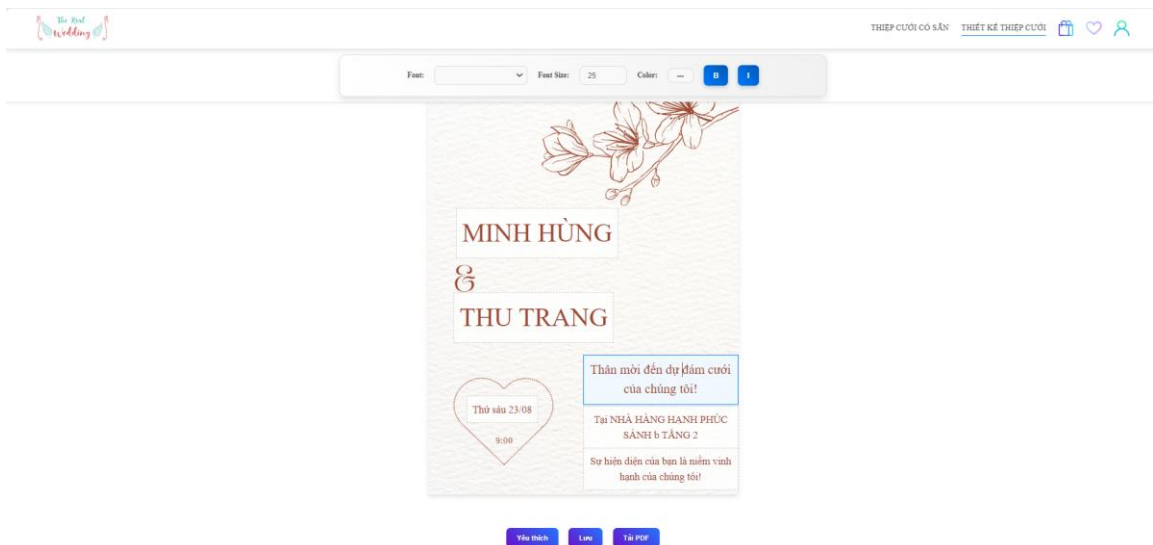 The Real
Wedding
THIỆP CƯỚI CÓ SẴN
THIẾT KẾ THIỆP CƯỚI
Font:
Font Size:
25
Color:
...
B
I
MINH HÙNG
&
THU TRANG
Thân mời đến dự đám cưới
của chúng tôi!
Thứ sáu 23/08
9:00
Tại NHÀ HÀNG HẠNH PHÚC
SẢNH b TẦNG 2
Sự hiện diện của bạn là niềm vinh
hạnh của chúng tôi!
Yêu thích
Lưu
Tải PDF